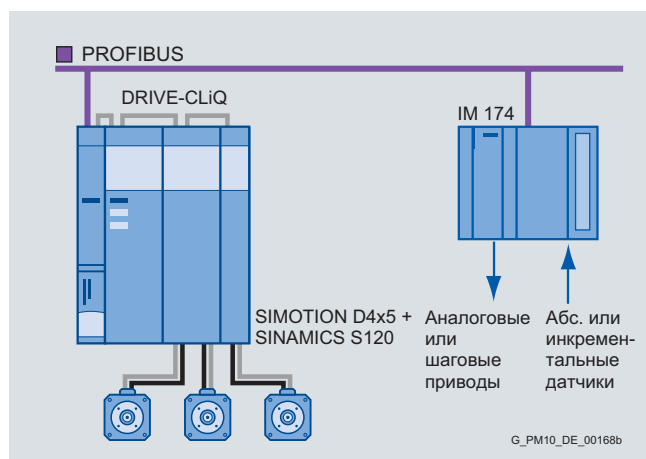 PROFIBUS
DRIVE-CLiQ
IM 174
SIMOTION D4x5 +
SINAMICS S120
Аналоговые
или
шаговые
приводы
Абс. или
инкремен-
тальные
датчики
G_PM10_DE_00168b